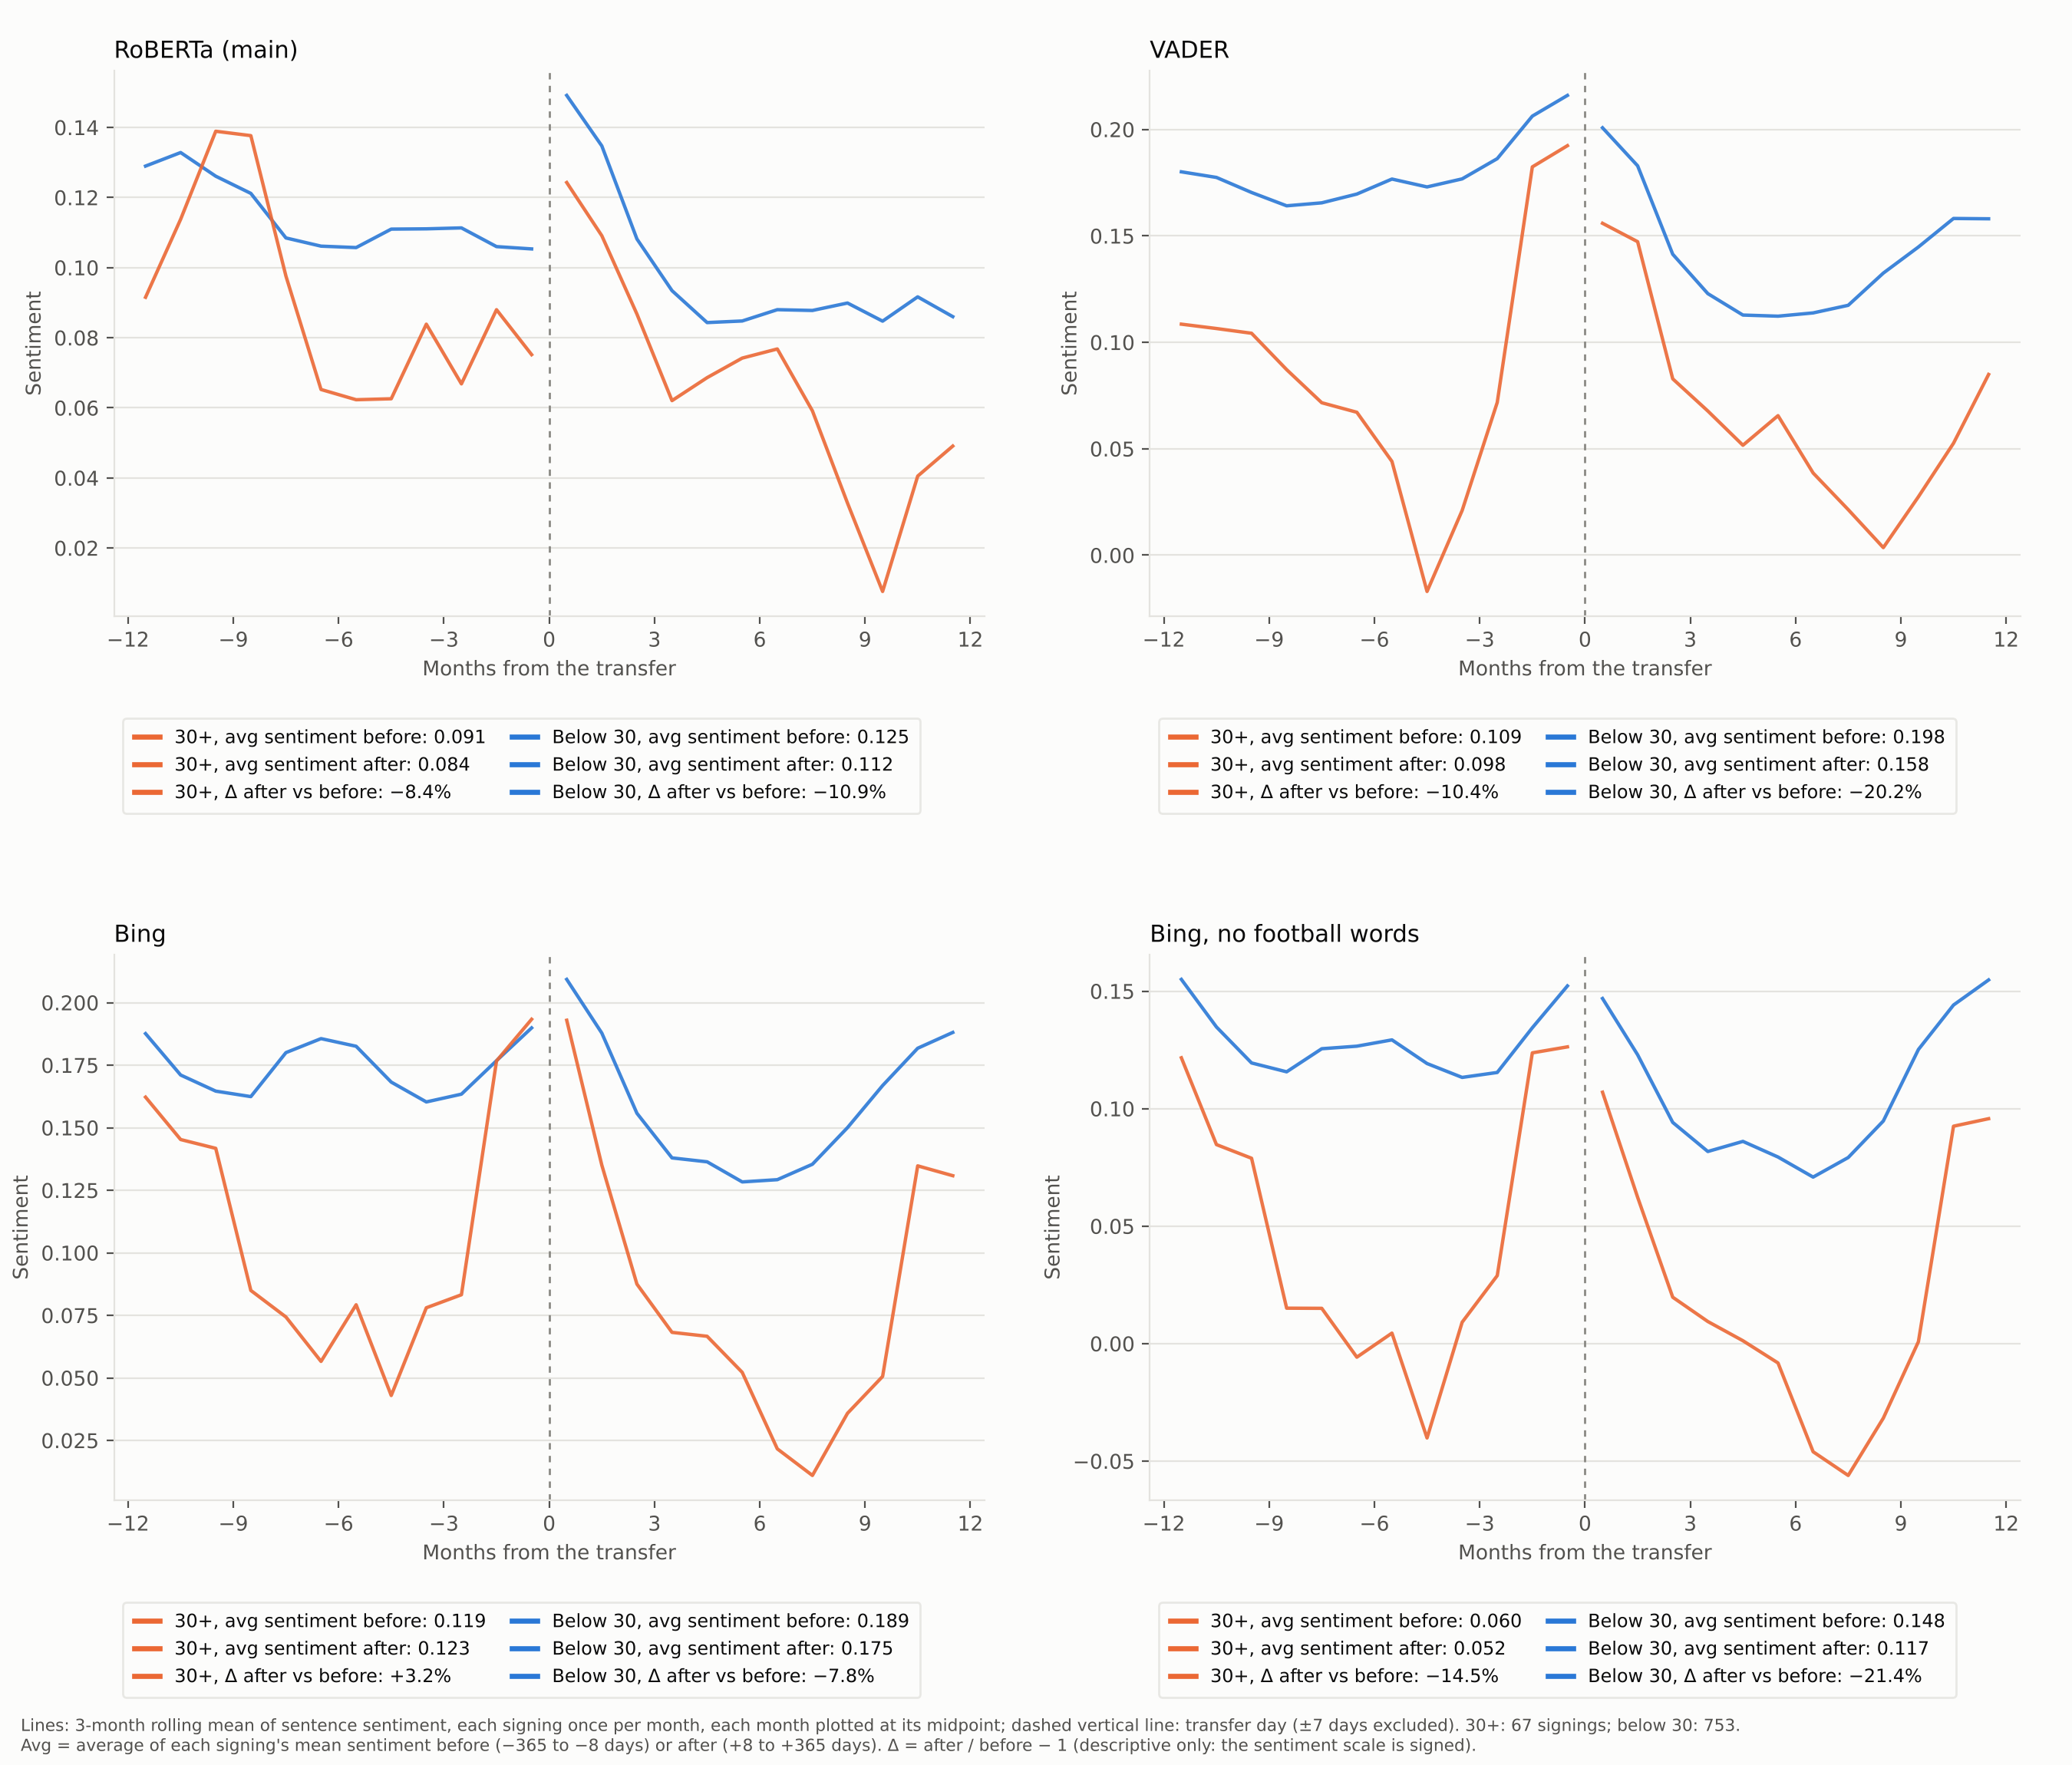 RoBERTa (main)
Sentiment
0.14
0.12
0.10
0.08
0.06
0.04
0.02
−12 −9 −6 −3 0 3 6 9 12
Months from the transfer
30+, avg sentiment before: 0.091 Below 30, avg sentiment before: 0.125
30+, avg sentiment after: 0.084 Below 30, avg sentiment after: 0.112
30+, Δ after vs before: −8.4% Below 30, Δ after vs before: −10.9%
VADER
Sentiment
0.20
0.15
0.10
0.05
0.00
−12 −9 −6 −3 0 3 6 9 12
Months from the transfer
30+, avg sentiment before: 0.109 Below 30, avg sentiment before: 0.198
30+, avg sentiment after: 0.098 Below 30, avg sentiment after: 0.158
30+, Δ after vs before: −10.4% Below 30, Δ after vs before: −20.2%
Bing
Sentiment
0.200
0.175
0.150
0.125
0.100
0.075
0.050
0.025
−12 −9 −6 −3 0 3 6 9 12
Months from the transfer
30+, avg sentiment before: 0.119 Below 30, avg sentiment before: 0.189
30+, avg sentiment after: 0.123 Below 30, avg sentiment after: 0.175
30+, Δ after vs before: +3.2% Below 30, Δ after vs before: −7.8%
Bing, no football words
Sentiment
0.15
0.10
0.05
0.00
−0.05
−12 −9 −6 −3 0 3 6 9 12
Months from the transfer
30+, avg sentiment before: 0.060 Below 30, avg sentiment before: 0.148
30+, avg sentiment after: 0.052 Below 30, avg sentiment after: 0.117
30+, Δ after vs before: −14.5% Below 30, Δ after vs before: −21.4%
Lines: 3-month rolling mean of sentence sentiment, each signing once per month, each month plotted at its midpoint; dashed vertical line: transfer day (±7 days excluded). 30+: 67 signings; below 30: 753.
Avg = average of each signing's mean sentiment before (−365 to −8 days) or after (+8 to +365 days). Δ = after / before − 1 (descriptive only: the sentiment scale is signed).